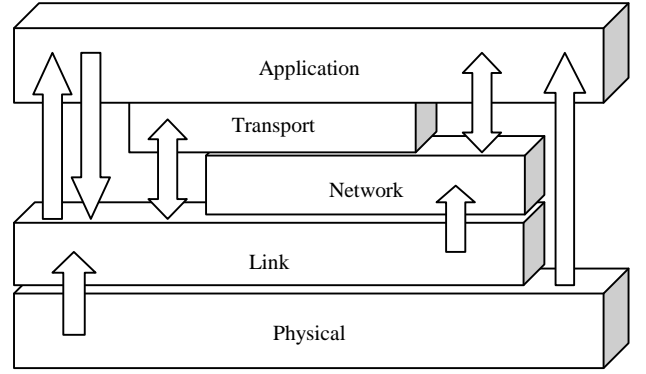 Application
Transport
Network
Link
Physical